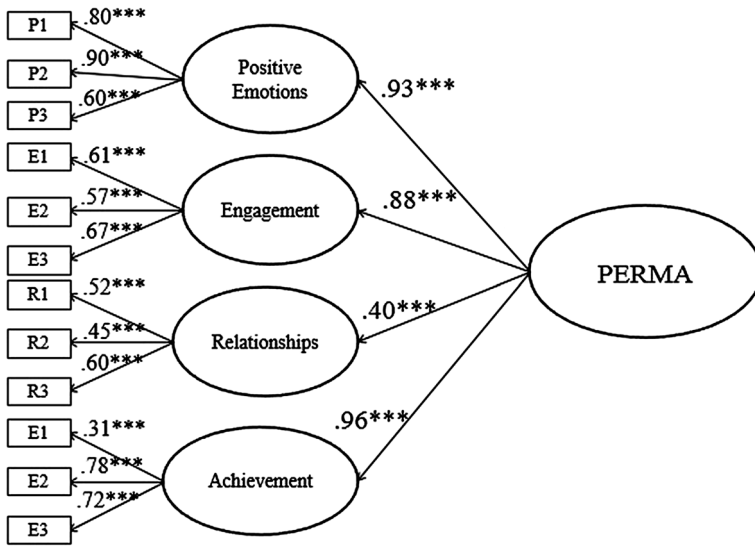 P1
.80***
P2
.90***
P3
.60***
Positive
Emotions
.93***
E1
.61***
E2
.57***
E3
.67***
Engagement
.88***
R1
.52***
R2
.45***
R3
.60***
Relationships
.40***
E1
.31***
E2
.78***
E3
.72***
Achievement
.96***
PERMA